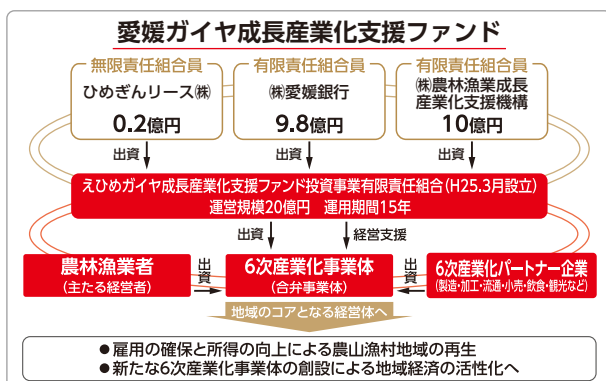 愛媛ガイヤ成長産業化支援ファンド
無限責任組合員
ひめぎんリース㈱
0.2億円
有限責任組合員
㈱愛媛銀行
9.8億円
有限責任組合員
㈱農林漁業成長
産業化支援機構
10億円
出資
出資
出資
えひめガイヤ成長産業化支援ファンド投資事業有限責任組合(H25.3月設立)
運営規模20億円　運用期間15年
出資
経営支援
農林漁業者
(主たる経営者)
出資
6次産業化事業体
(合弁事業体)
出資
6次産業化パートナー企業
(製造・加工・流通・小売・飲食・観光など)
地域のコアとなる経営体へ
●雇用の確保と所得の向上による農山漁村地域の再生
●新たな6次産業化事業体の創設による地域経済の活性化へ